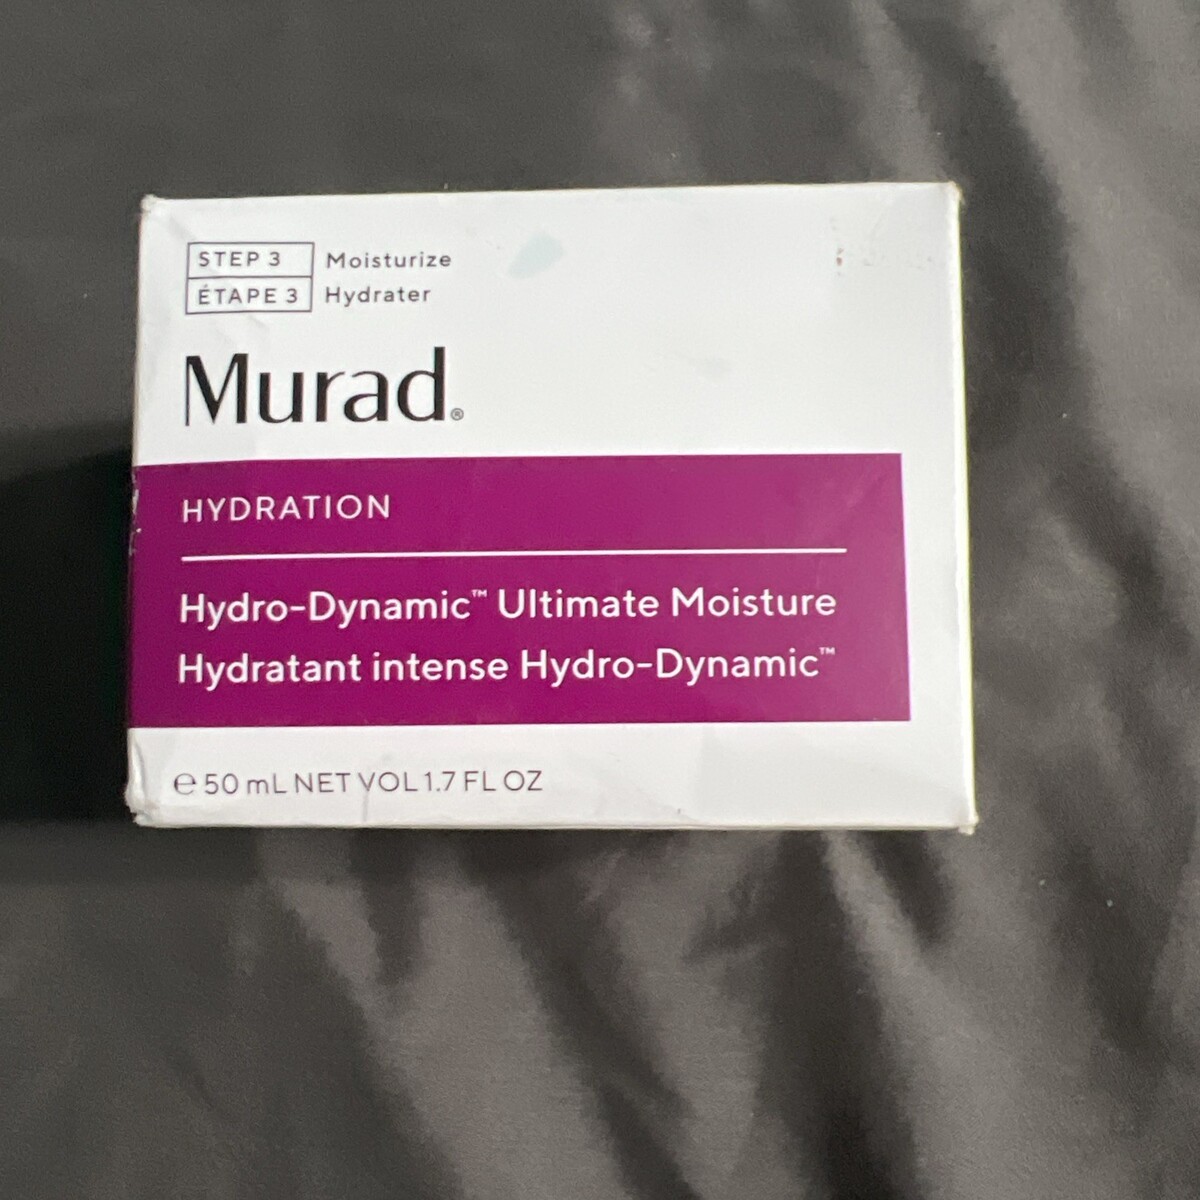 STEP 3 Moisturize
ÉTAPE 3 Hydrater
Murad®
HYDRATION
Hydro-Dynamic™ Ultimate Moisture
Hydratant intense Hydro-Dynamic™
℮ 50 mL NET VOL 1.7 FL OZ